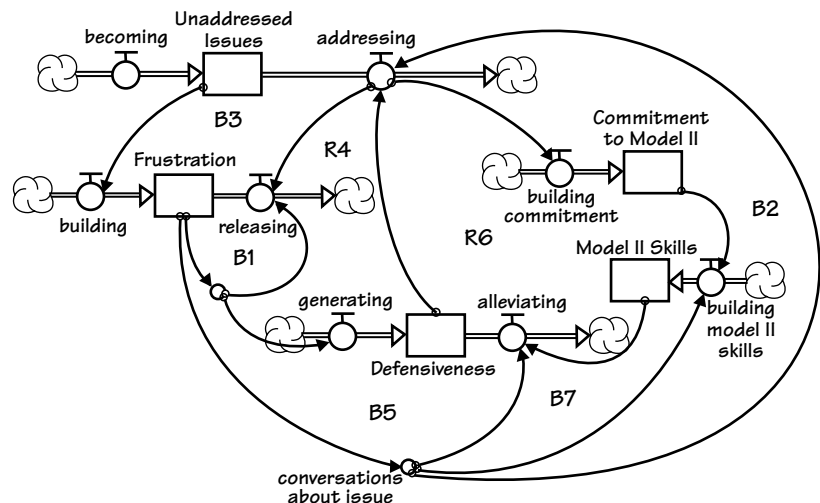 Unaddressed
Issues
becoming
addressing
B3
Commitment
to Model II
Frustration
R4
building
releasing
building
commitment
B2
R6
B1
Model II Skills
generating
alleviating
building
model II
skills
Defensiveness
B5
B7
conversations
about issue